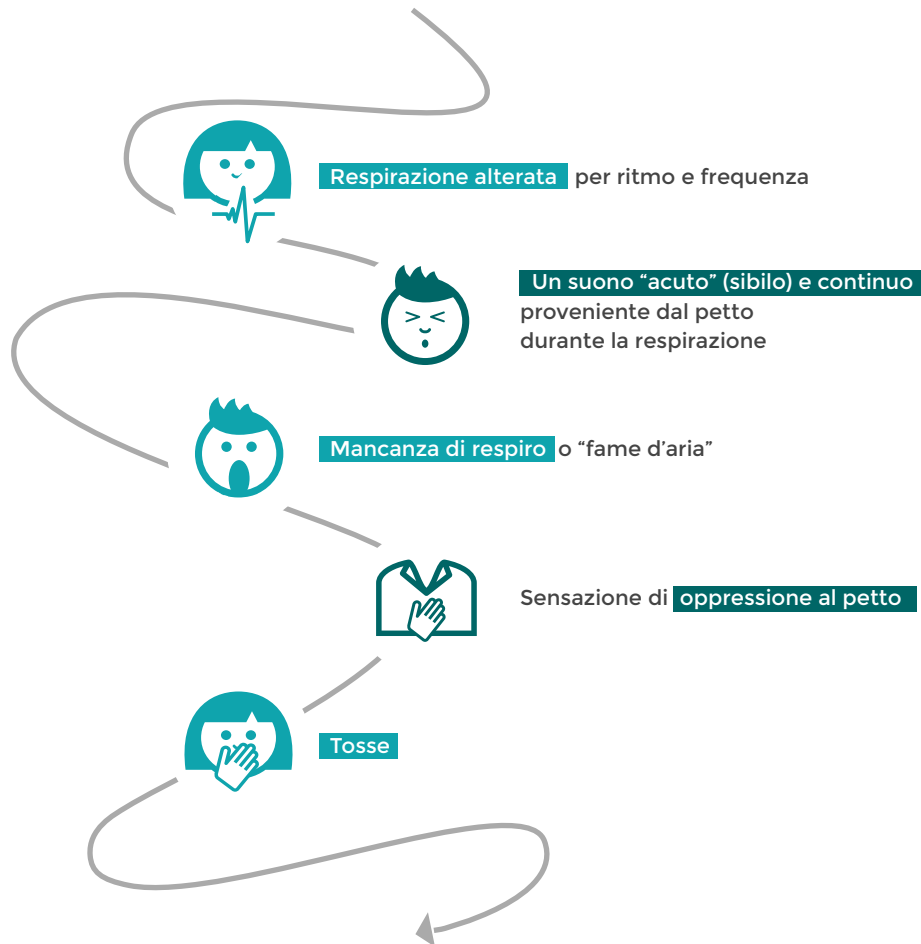 Respirazione alterata per ritmo e frequenza
Un suono “acuto” (sibilo) e continuo
proveniente dal petto
durante la respirazione
Mancanza di respiro o “fame d’aria”
Sensazione di oppressione al petto
Tosse